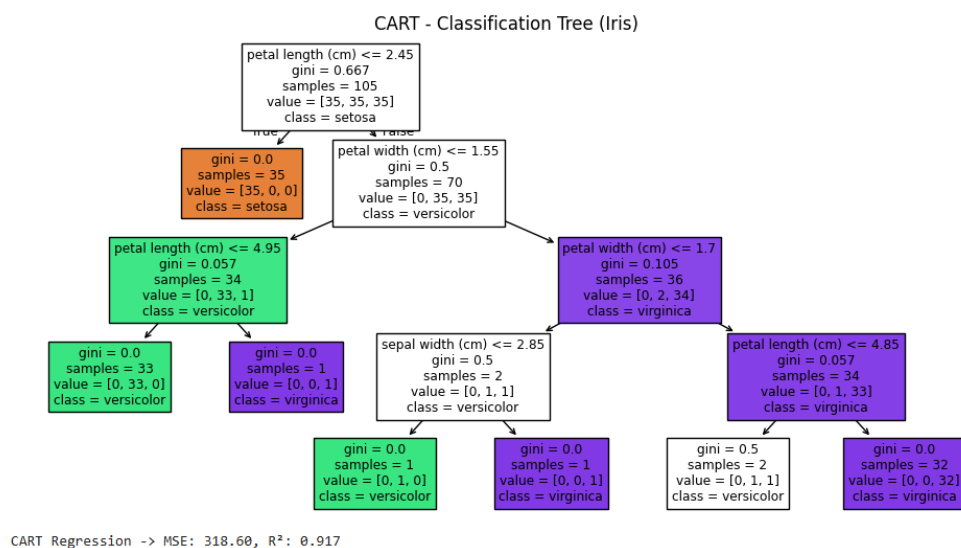 CART - Classification Tree (Iris)
petal length (cm) <= 2.45
gini = 0.667
samples = 105
value = [35, 35, 35]
class = setosa
True
False
gini = 0.0
samples = 35
value = [35, 0, 0]
class = setosa
petal width (cm) <= 1.55
gini = 0.5
samples = 70
value = [0, 35, 35]
class = versicolor
petal length (cm) <= 4.95
gini = 0.057
samples = 34
value = [0, 33, 1]
class = versicolor
petal width (cm) <= 1.7
gini = 0.105
samples = 36
value = [0, 2, 34]
class = virginica
gini = 0.0
samples = 33
value = [0, 33, 0]
class = versicolor
gini = 0.0
samples = 1
value = [0, 0, 1]
class = virginica
sepal width (cm) <= 2.85
gini = 0.5
samples = 2
value = [0, 1, 1]
class = versicolor
petal length (cm) <= 4.85
gini = 0.057
samples = 34
value = [0, 1, 33]
class = virginica
gini = 0.0
samples = 1
value = [0, 1, 0]
class = versicolor
gini = 0.0
samples = 1
value = [0, 0, 1]
class = virginica
gini = 0.5
samples = 2
value = [0, 1, 1]
class = versicolor
gini = 0.0
samples = 32
value = [0, 0, 32]
class = virginica
CART Regression -> MSE: 318.60, R²: 0.917